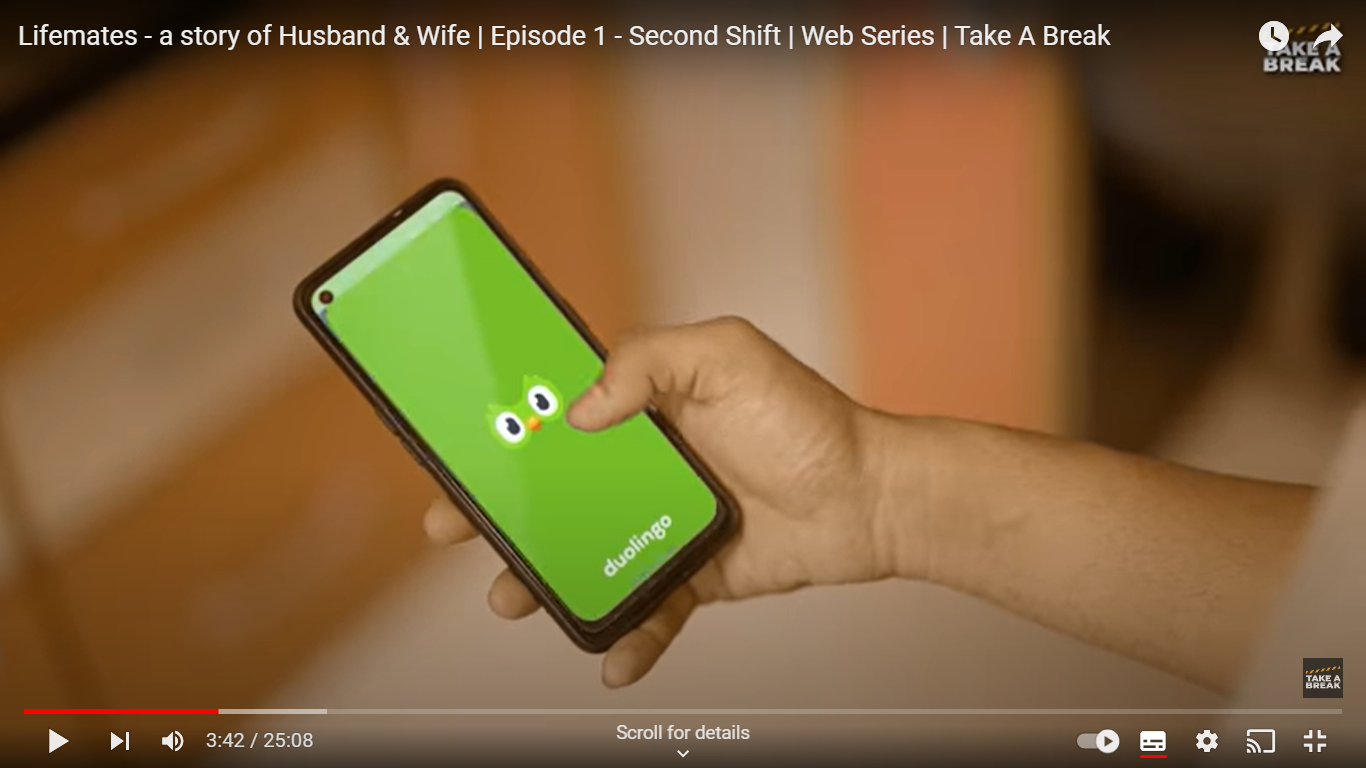 Lifemates - a story of Husband & Wife | Episode 1 - Second Shift | Web Series | Take A Break
TAKE A
BREAK
duolingo
TAKE A
BREAK
3:42 / 25:08
Scroll for details